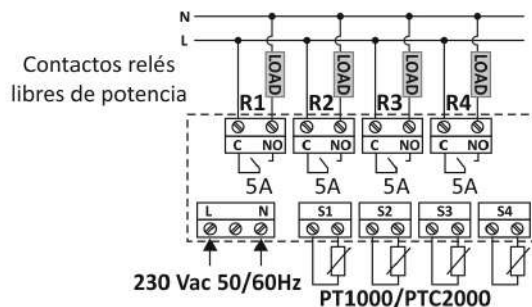 N
L
Contactos relés
libres de potencia
LOAD LOAD LOAD LOAD
R1 R2 R3 R4
C NO C NO C NO C NO
5A 5A 5A 5A
L N S1 S2 S3 S4
230 Vac 50/60Hz
PT1000/PTC2000